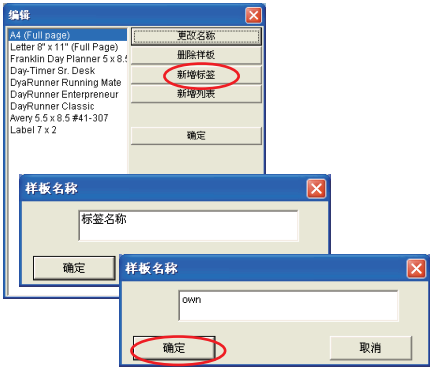 编辑
A4 (Full page)
Letter 8" x 11" (Full Page)
Franklin Day Planner 5 x 8.5
Day-Timer Sr. Desk
DyaRunner Running Mate
DayRunner Enterpreneur
DayRunner Classic
Avery 5.5 x 8.5 #41-307
Label 7 x 2
更改名称
删除样板
新增标签
新增列表
确定
样板名称
标签名称
确定
样板名称
own
确定
取消